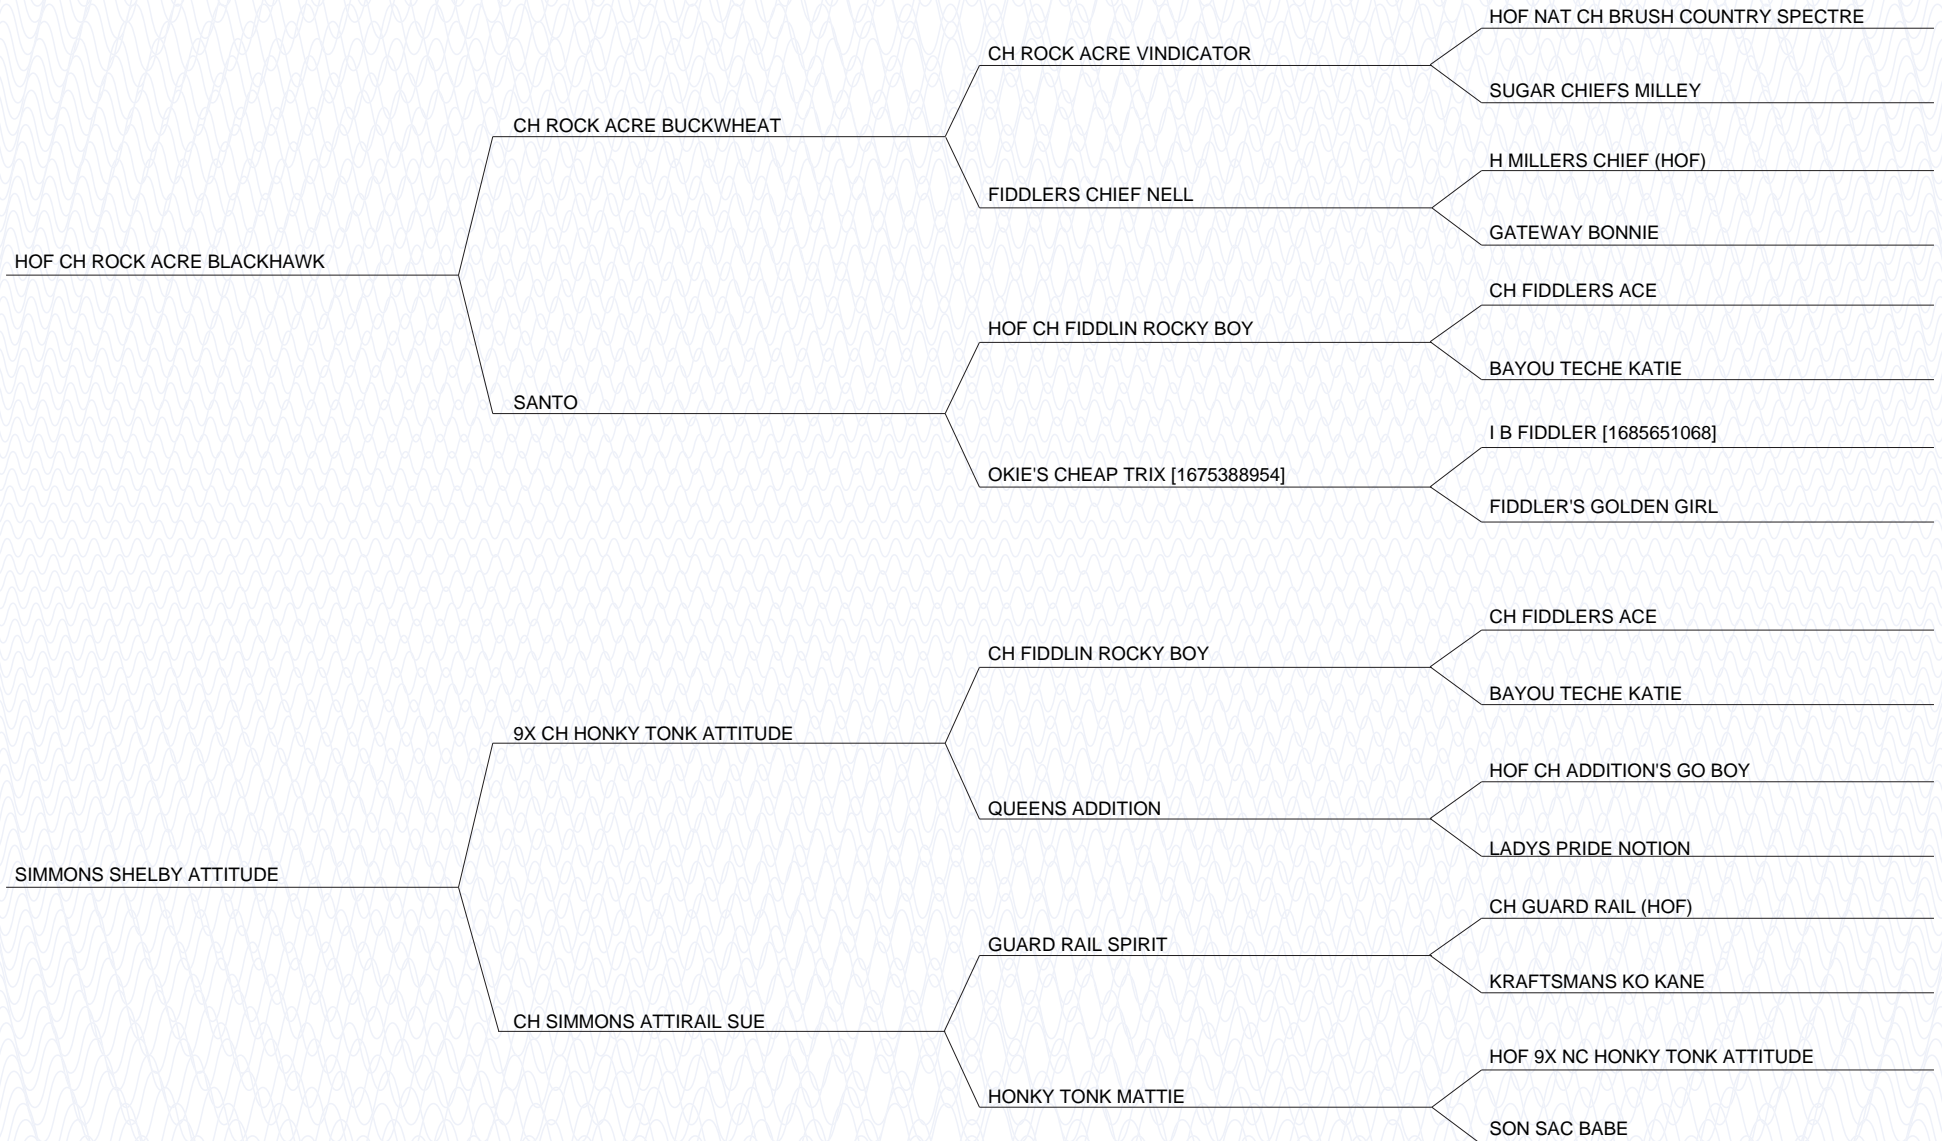 HOF NAT CH BRUSH COUNTRY SPECTRE
CH ROCK ACRE VINDICATOR
SUGAR CHIEFS MILLEY
CH ROCK ACRE BUCKWHEAT
H MILLERS CHIEF (HOF)
FIDDLERS CHIEF NELL
GATEWAY BONNIE
HOF CH ROCK ACRE BLACKHAWK
CH FIDDLERS ACE
HOF CH FIDDLIN ROCKY BOY
BAYOU TECHE KATIE
SANTO
I B FIDDLER [1685651068]
OKIE'S CHEAP TRIX [1675388954]
FIDDLER'S GOLDEN GIRL
CH FIDDLERS ACE
CH FIDDLIN ROCKY BOY
BAYOU TECHE KATIE
9X CH HONKY TONK ATTITUDE
HOF CH ADDITION'S GO BOY
QUEENS ADDITION
LADYS PRIDE NOTION
SIMMONS SHELBY ATTITUDE
CH GUARD RAIL (HOF)
GUARD RAIL SPIRIT
KRAFTSMANS KO KANE
CH SIMMONS ATTIRAIL SUE
HOF 9X NC HONKY TONK ATTITUDE
HONKY TONK MATTIE
SON SAC BABE